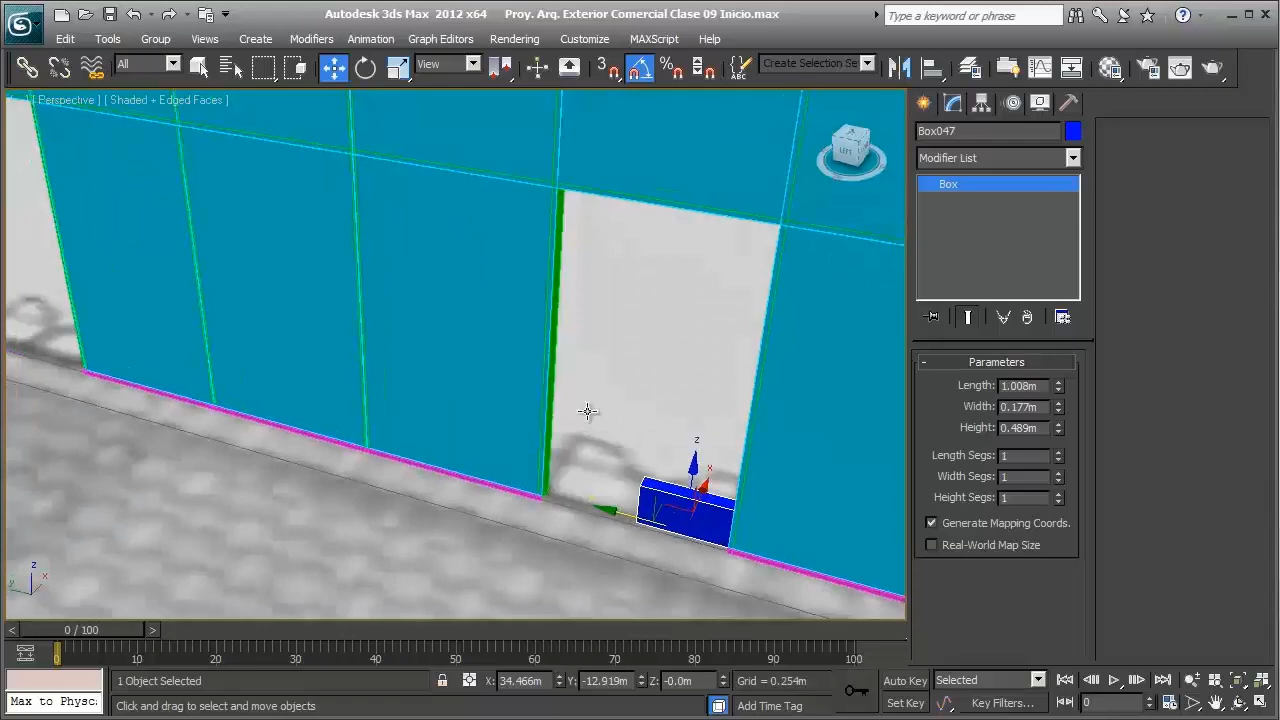 Autodesk 3ds Max 2012 x64 Proy. Arq. Exterior Comercial Clase 09 Inicio.max
Type a keyword or phrase
File Edit Tools Group Views Create Modifiers Animation Graph Editors Rendering Customize MAXScript Help
All View Create Selection Se
[ Perspective ] [ Shaded + Edged Faces ]
LEFT
Box047
Modifier List
Box
Parameters
Length: 1.008m
Width: 0.177m
Height: 0.489m
Length Segs: 1
Width Segs: 1
Height Segs: 1
Generate Mapping Coords.
Real-World Map Size
z
x
z
y x
< 0 / 100 >
0 10 20 30 40 50 60 70 80 90 100
1 Object Selected X: 34.466m Y: -12.919m Z: -0.0m Grid = 0.254m Auto Key Selected
Max to Physc: Click and drag to select and move objects Add Time Tag Set Key Key Filters... 0